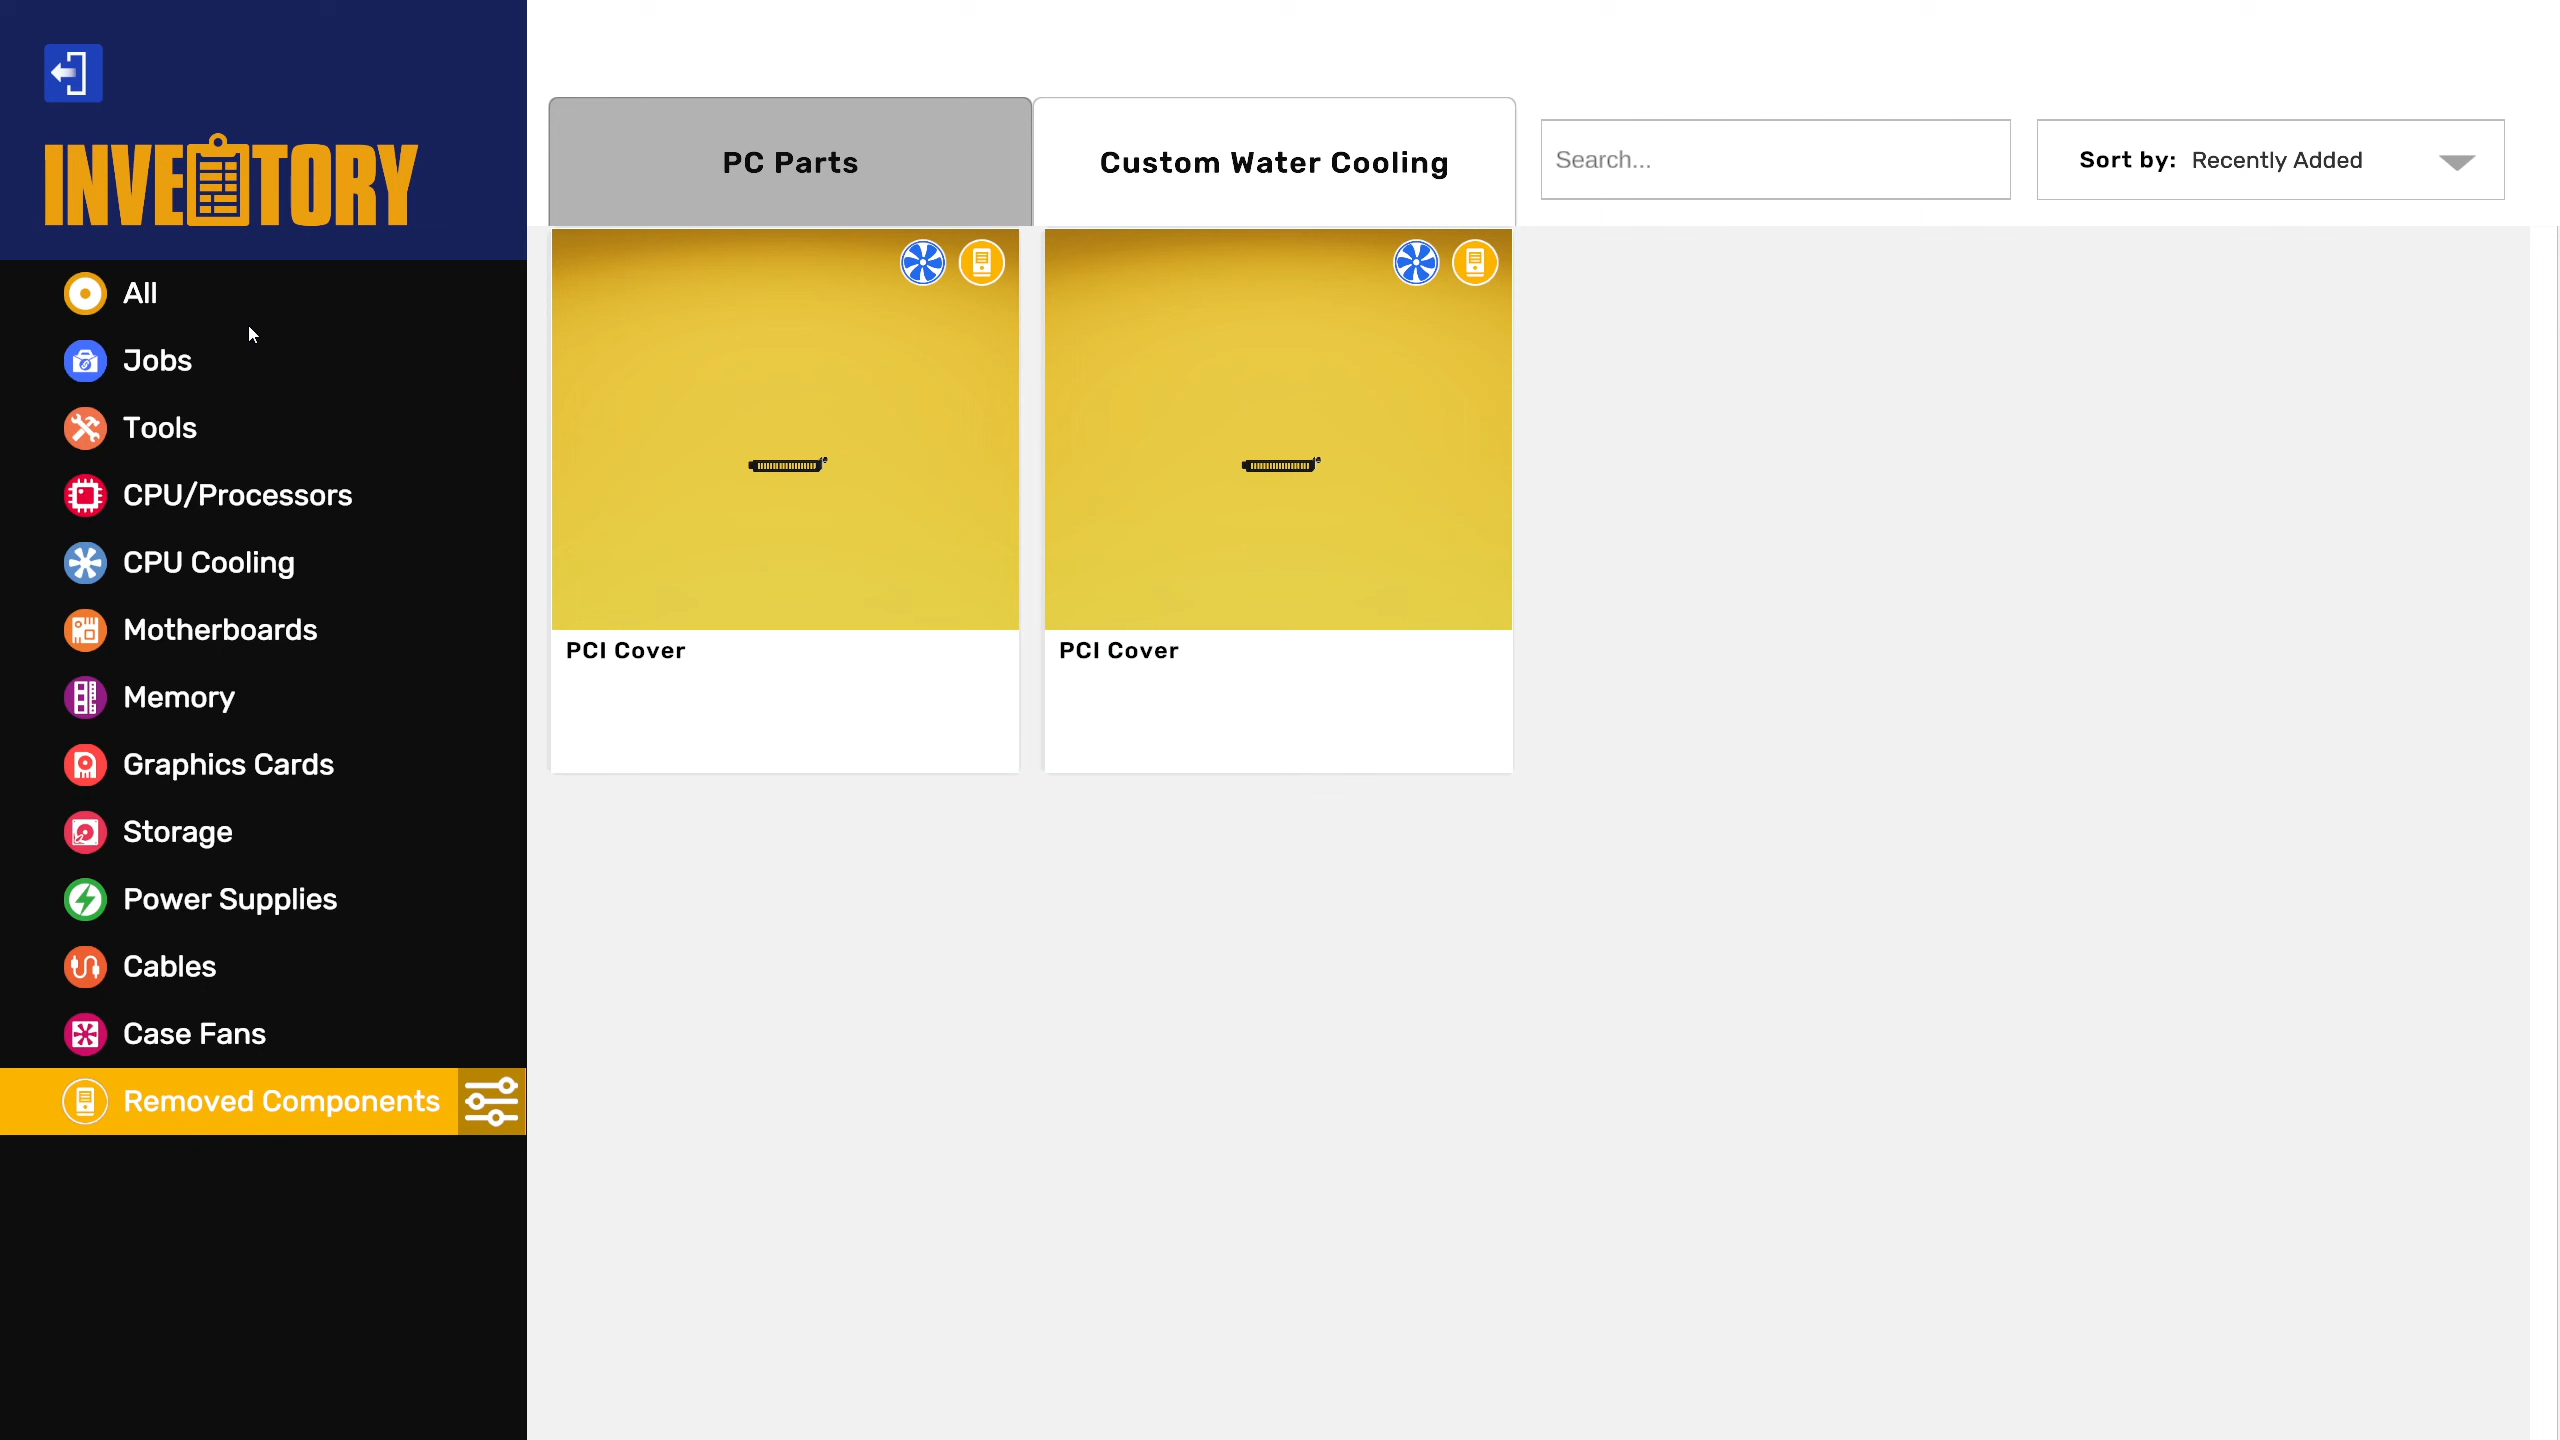 INVENTORY
All
Jobs
Tools
CPU/Processors
CPU Cooling
Motherboards
Memory
Graphics Cards
Storage
Power Supplies
Cables
Case Fans
Removed Components
PC Parts
Custom Water Cooling
Search...
Sort by: Recently Added
PCI Cover
PCI Cover